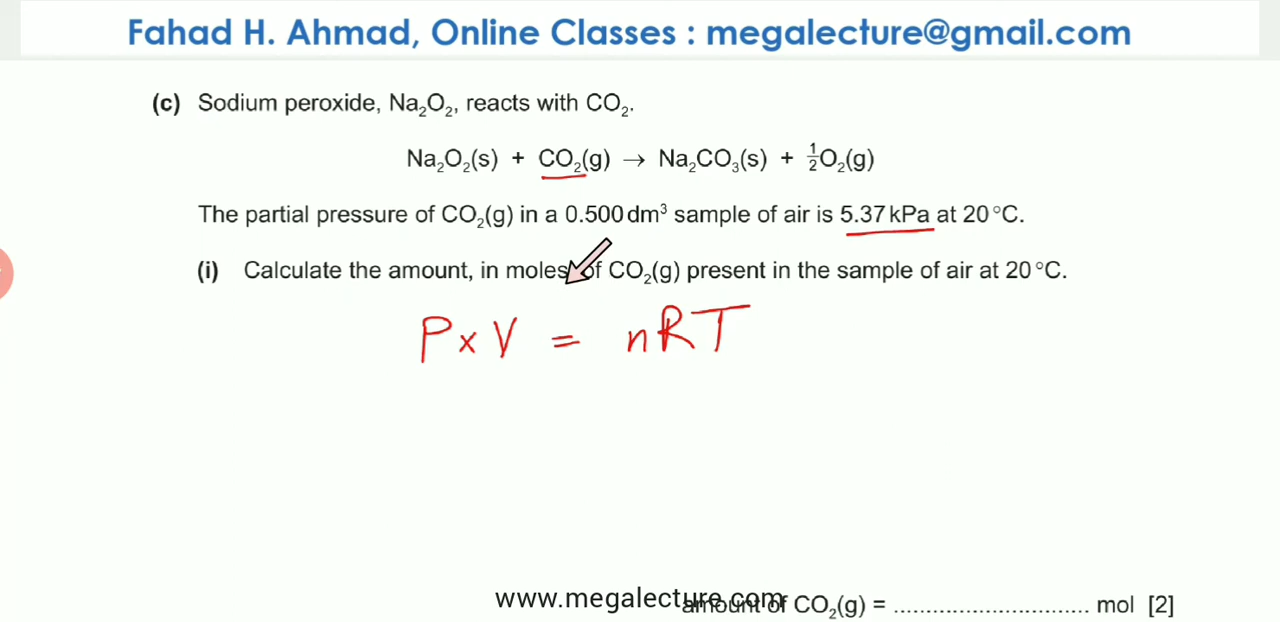 Fahad H. Ahmad, Online Classes : megalecture@gmail.com
(c) Sodium peroxide, Na₂O₂, reacts with CO₂.
Na₂O₂(s) + CO₂(g) → Na₂CO₃(s) + ½O₂(g)
The partial pressure of CO₂(g) in a 0.500 dm³ sample of air is 5.37 kPa at 20 °C.
(i) Calculate the amount, in moles of CO₂(g) present in the sample of air at 20 °C.
P x V = nRT
www.megalecture.com
amount of CO₂(g) = .............................. mol [2]